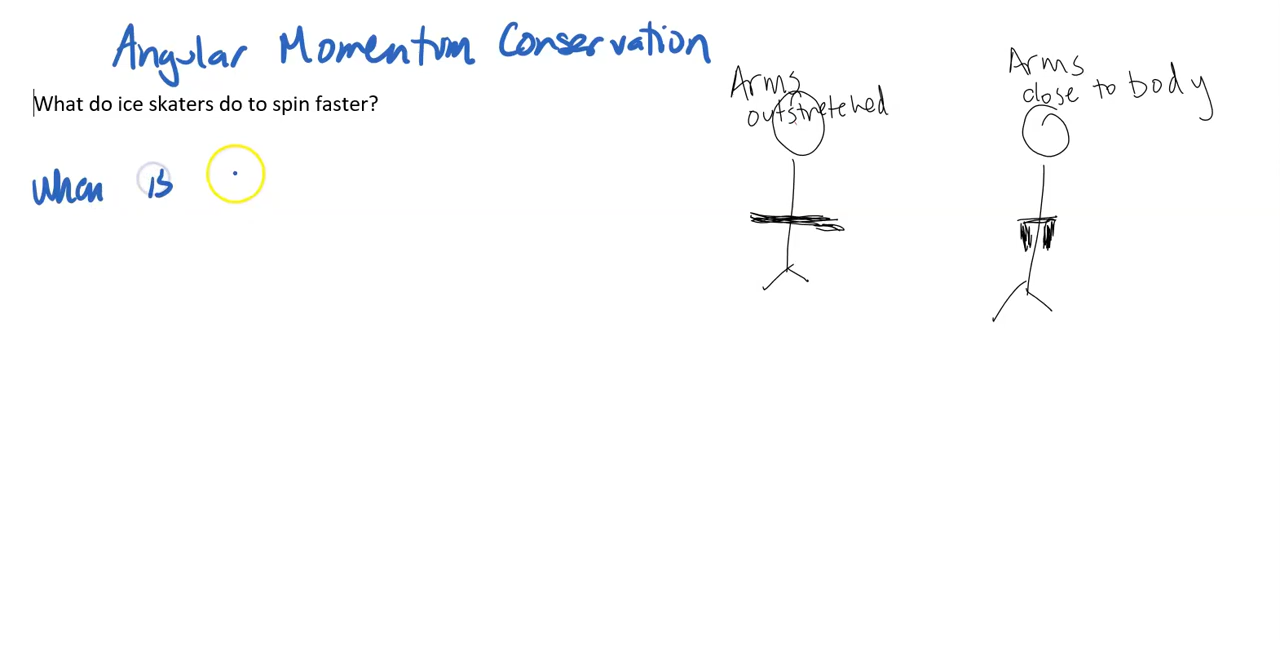 Angular Momentum Conservation
What do ice skaters do to spin faster?
When is
Arms
outstretched
Arms
close to body